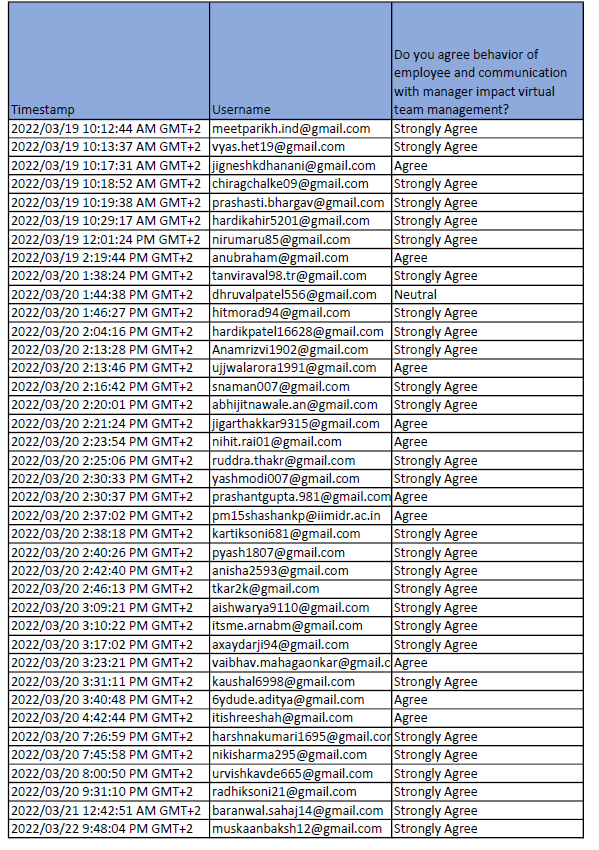 Timestamp Username Do you agree behavior of employee and communication with manager impact virtual team management?
2022/03/19 10:12:44 AM GMT+2 meetparikh.ind@gmail.com Strongly Agree
2022/03/19 10:13:37 AM GMT+2 vyas.het19@gmail.com Strongly Agree
2022/03/19 10:17:31 AM GMT+2 jigneshkdhanani@gmail.com Agree
2022/03/19 10:18:52 AM GMT+2 chiragchalke09@gmail.com Strongly Agree
2022/03/19 10:19:38 AM GMT+2 prashasti.bhargav@gmail.com Strongly Agree
2022/03/19 10:29:17 AM GMT+2 hardikahir5201@gmail.com Strongly Agree
2022/03/19 12:01:24 PM GMT+2 nirumaru85@gmail.com Strongly Agree
2022/03/19 2:19:44 PM GMT+2 anubraham@gmail.com Agree
2022/03/20 1:38:24 PM GMT+2 tanviraval98.tr@gmail.com Strongly Agree
2022/03/20 1:44:38 PM GMT+2 dhruvalpatel556@gmail.com Neutral
2022/03/20 1:46:27 PM GMT+2 hitmorad94@gmail.com Strongly Agree
2022/03/20 2:04:16 PM GMT+2 hardikpatel16628@gmail.com Strongly Agree
2022/03/20 2:13:28 PM GMT+2 Anamrizvi1902@gmail.com Strongly Agree
2022/03/20 2:13:46 PM GMT+2 ujjwalarora1991@gmail.com Agree
2022/03/20 2:16:42 PM GMT+2 snaman007@gmail.com Strongly Agree
2022/03/20 2:20:01 PM GMT+2 abhijitnawale.an@gmail.com Strongly Agree
2022/03/20 2:21:24 PM GMT+2 jigarthakkar9315@gmail.com Agree
2022/03/20 2:23:54 PM GMT+2 nihit.rai01@gmail.com Agree
2022/03/20 2:25:06 PM GMT+2 ruddra.thakr@gmail.com Strongly Agree
2022/03/20 2:30:33 PM GMT+2 yashmodi007@gmail.com Strongly Agree
2022/03/20 2:30:37 PM GMT+2 prashantgupta.981@gmail.com Agree
2022/03/20 2:37:02 PM GMT+2 pm15shashankp@iimidr.ac.in Agree
2022/03/20 2:38:18 PM GMT+2 kartiksoni681@gmail.com Strongly Agree
2022/03/20 2:40:26 PM GMT+2 pyash1807@gmail.com Strongly Agree
2022/03/20 2:42:40 PM GMT+2 anisha2593@gmail.com Strongly Agree
2022/03/20 2:46:13 PM GMT+2 tkar2k@gmail.com Strongly Agree
2022/03/20 3:09:21 PM GMT+2 aishwarya9110@gmail.com Strongly Agree
2022/03/20 3:10:22 PM GMT+2 itsme.arnabm@gmail.com Strongly Agree
2022/03/20 3:17:02 PM GMT+2 axaydarji94@gmail.com Strongly Agree
2022/03/20 3:23:21 PM GMT+2 vaibhav.mahagaonkar@gmail.c Agree
2022/03/20 3:31:11 PM GMT+2 kaushal6998@gmail.com Strongly Agree
2022/03/20 3:40:48 PM GMT+2 6ydude.aditya@gmail.com Agree
2022/03/20 4:42:44 PM GMT+2 itishreeshah@gmail.com Agree
2022/03/20 7:26:59 PM GMT+2 harshnakumari1695@gmail.cor Strongly Agree
2022/03/20 7:45:58 PM GMT+2 nikisharma295@gmail.com Strongly Agree
2022/03/20 8:00:50 PM GMT+2 urvishkavde665@gmail.com Strongly Agree
2022/03/20 9:31:10 PM GMT+2 radhiksoni21@gmail.com Strongly Agree
2022/03/21 12:42:51 AM GMT+2 baranwal.sahaj14@gmail.com Strongly Agree
2022/03/22 9:48:04 PM GMT+2 muskaanbaksh12@gmail.com Strongly Agree